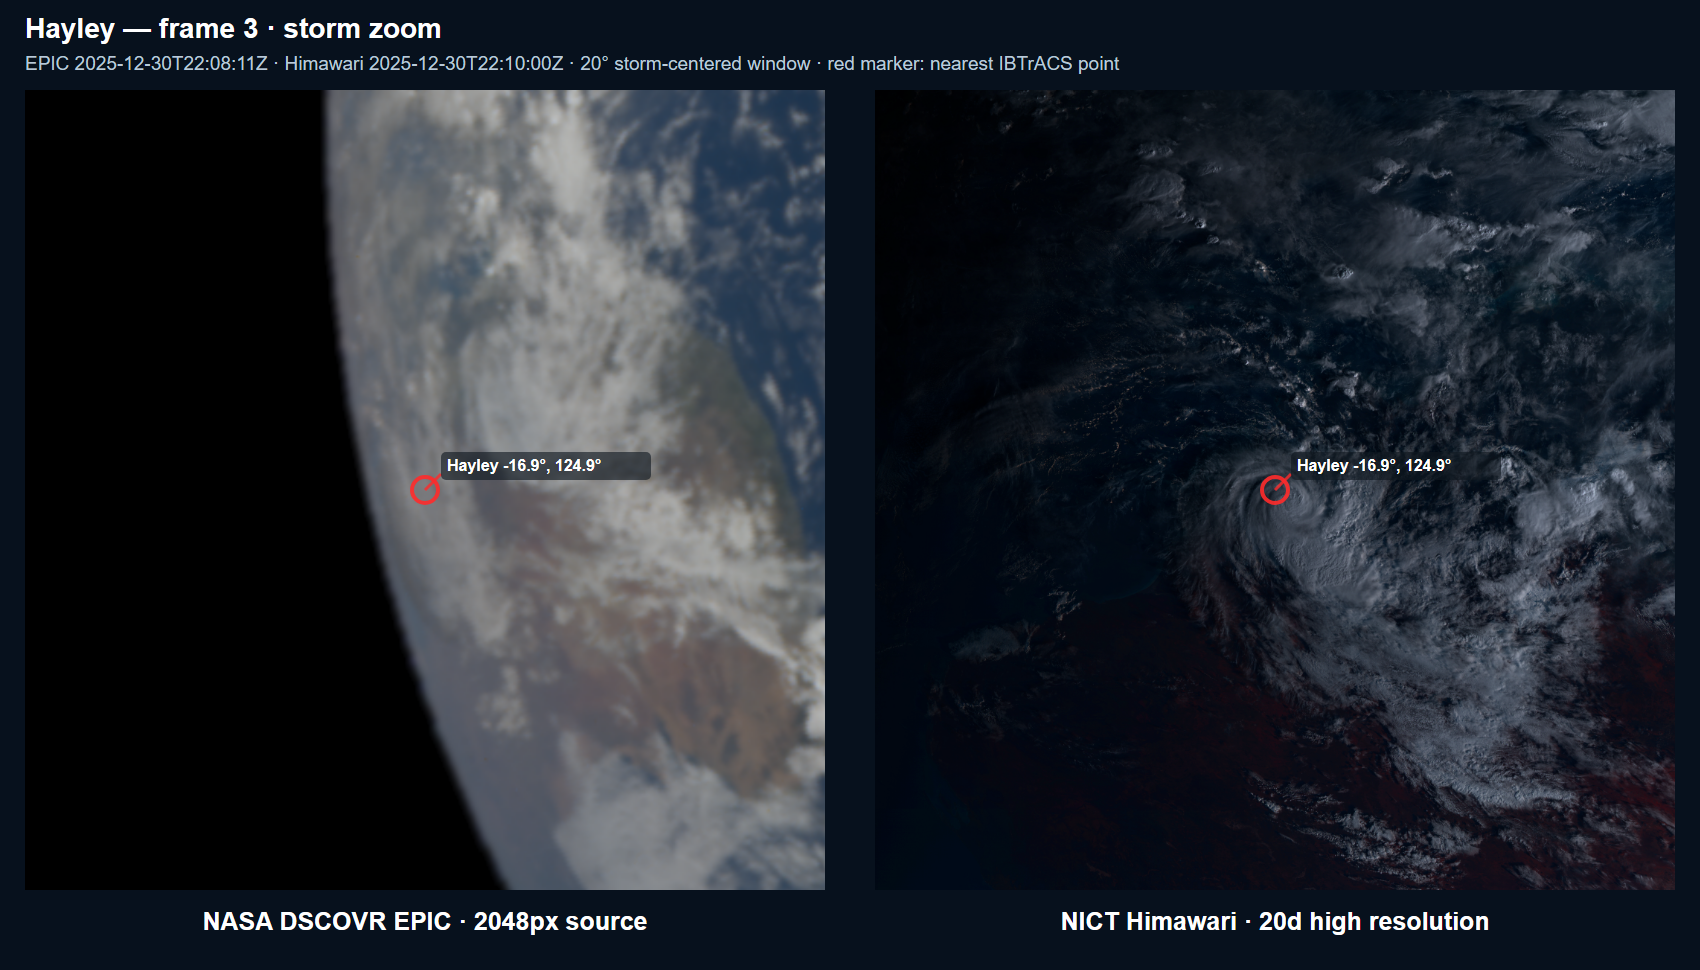 Hayley — frame 3 · storm zoom
EPIC 2025-12-30T22:08:11Z · Himawari 2025-12-30T22:10:00Z · 20° storm-centered window · red marker: nearest IBTrACS point
Hayley -16.9°, 124.9°
Hayley -16.9°, 124.9°
NASA DSCOVR EPIC · 2048px source
NICT Himawari · 20d high resolution